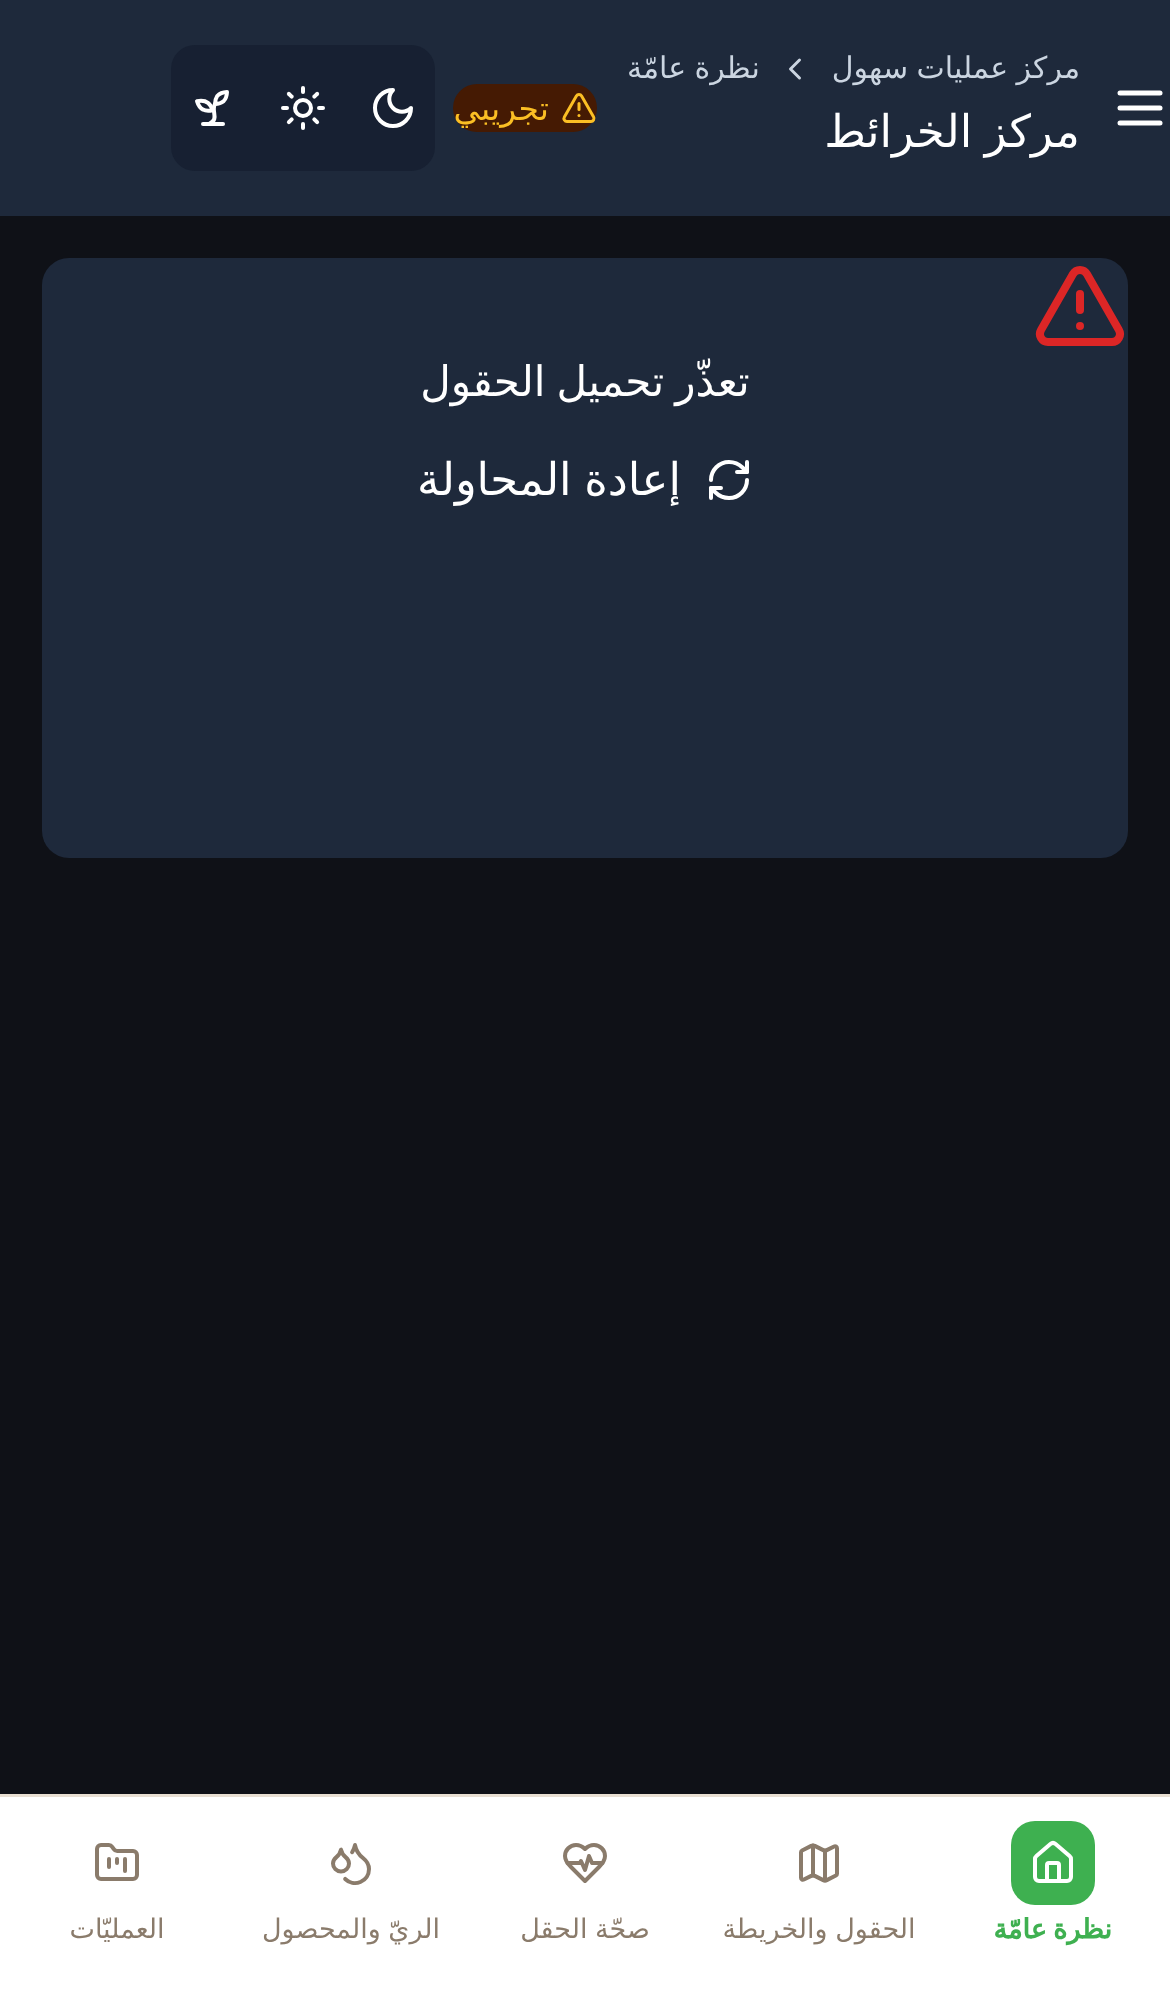 مركز عمليات سهول
نظرة عامّة
مركز الخرائط
تجريبي
تعذّر تحميل الحقول
إعادة المحاولة
نظرة عامّة
الحقول والخريطة
صحّة الحقل
الريّ والمحصول
العمليّات